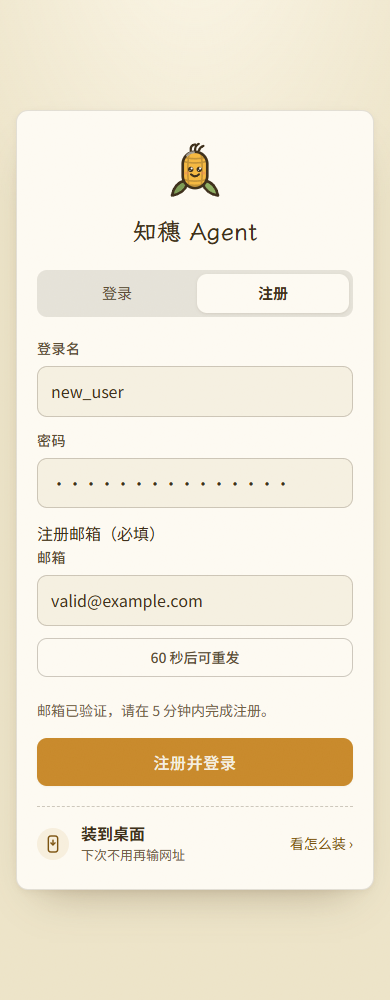 知穗 Agent
登录
注册
登录名
new_user
密码
•••••••••••••••
注册邮箱（必填）
邮箱
valid@example.com
60 秒后可重发
邮箱已验证，请在 5 分钟内完成注册。
注册并登录
装到桌面
下次不用再输网址
看怎么装 ›